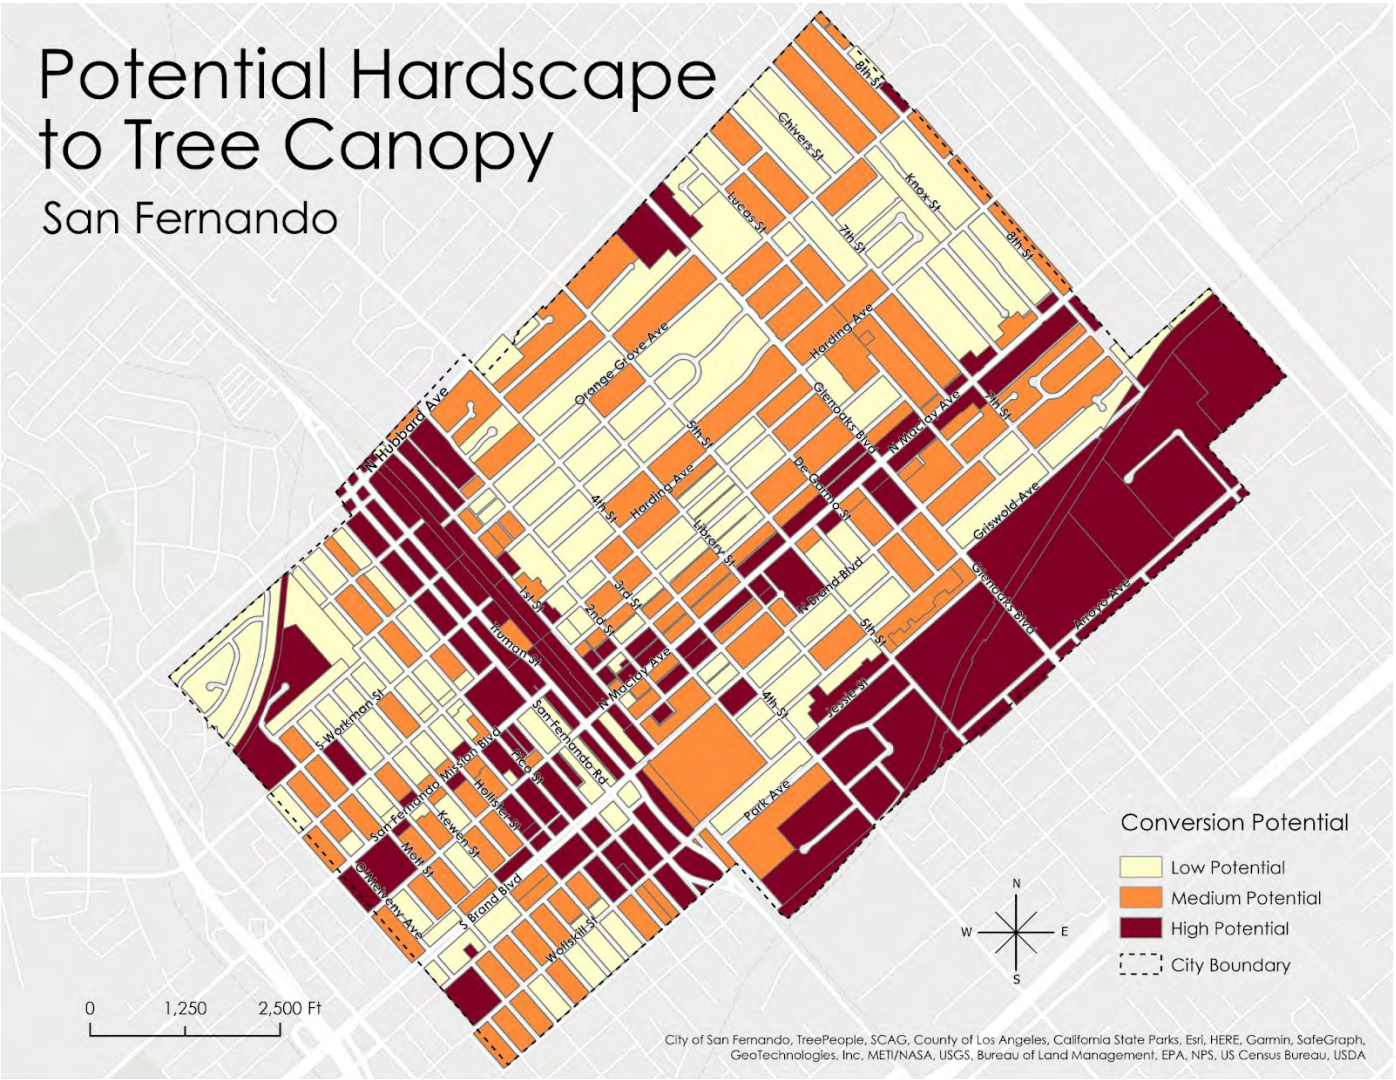 Potential Hardscape
to Tree Canopy
San Fernando
8th St
Chivers St
Knox St
Lucas St
7th St
8th St
Harding Ave
Orange Grove Ave
N Hubbard Ave
Glenoaks Blvd
N Maclay Ave
7th St
5th St
De Garmo St
Harding Ave
4th St
Library St
Griswold Ave
N Brand Blvd
Glenoaks Blvd
Arroyo Ave
3rd St
1st St
2nd St
Truman St
5th St
N Maclay Ave
Jessie St
4th St
S Workman St
San Fernando Rd
San Fernando Mission Blvd
Pico St
Hollister St
Park Ave
Kewen St
Mott St
O'Melveny Ave
S Brand Blvd
Wolfskill St
Conversion Potential
Low Potential
Medium Potential
High Potential
City Boundary
N
W E
S
0 1,250 2,500 Ft
City of San Fernando, TreePeople, SCAG, County of Los Angeles, California State Parks, Esri, HERE, Garmin, SafeGraph,
GeoTechnologies, Inc, METI/NASA, USGS, Bureau of Land Management, EPA, NPS, US Census Bureau, USDA